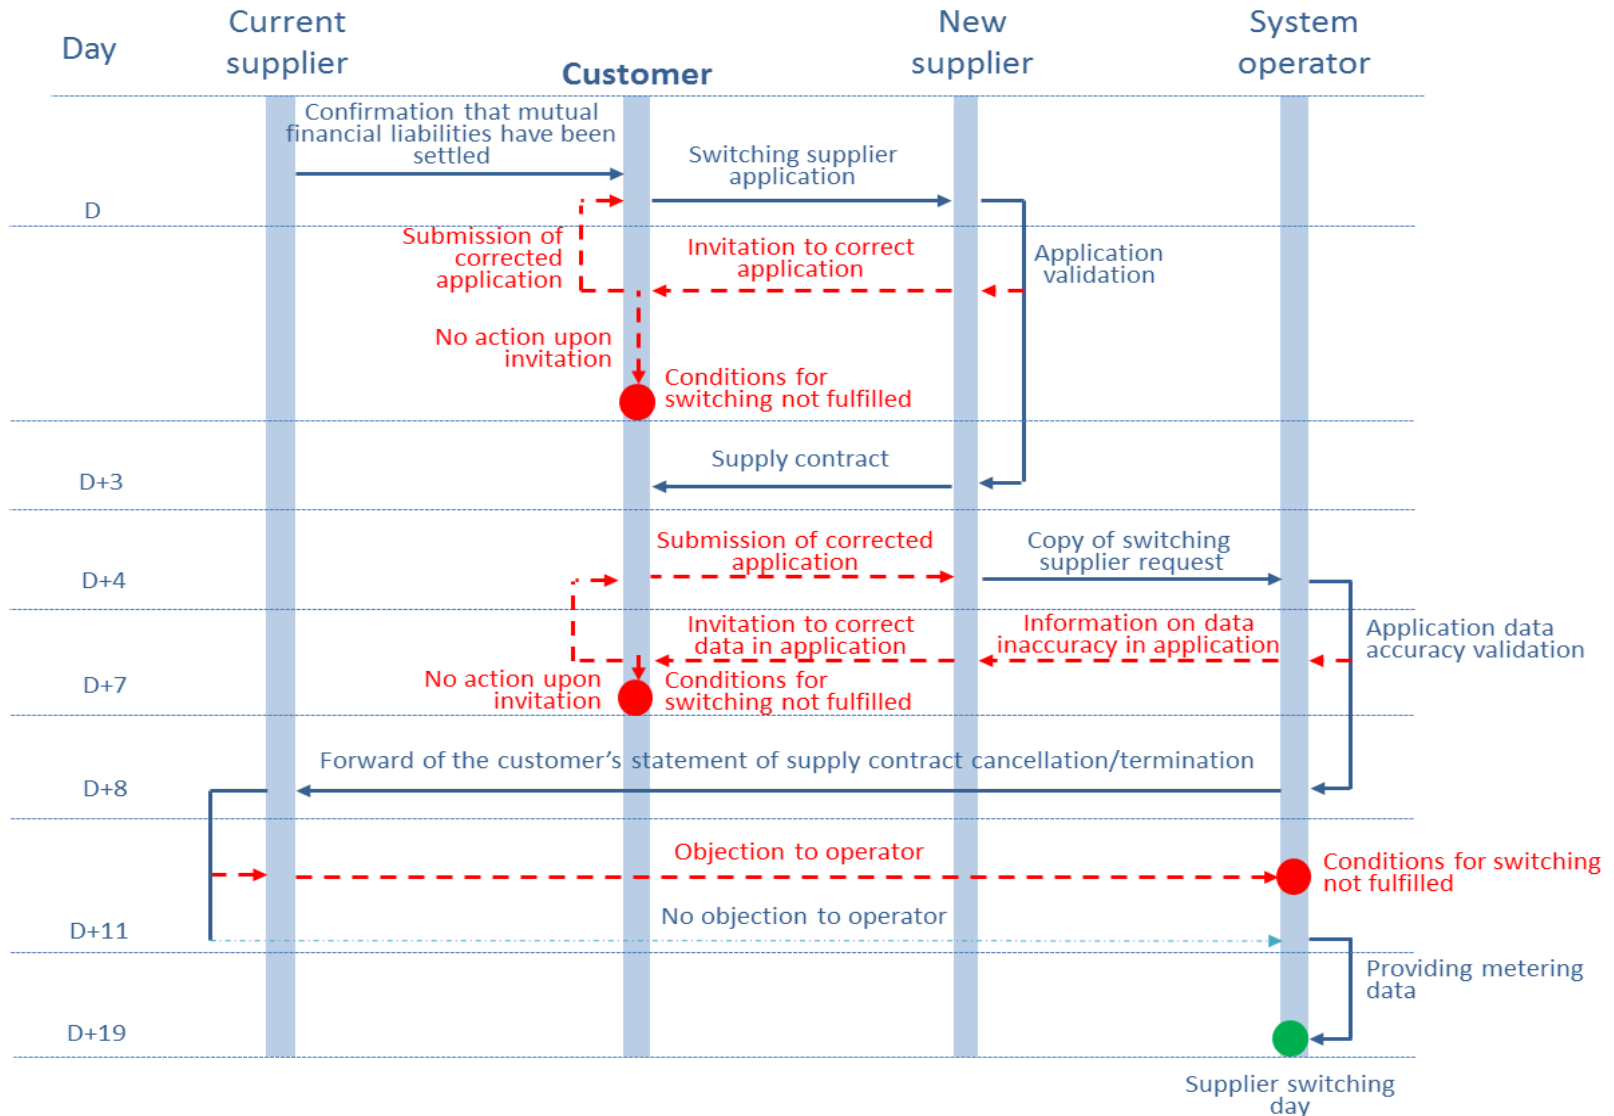 Day
Current
supplier
Customer
New
supplier
System
operator
Confirmation that mutual
financial liabilities have been
settled
Switching supplier
application
D
Submission of
corrected
application
Invitation to correct
application
Application
validation
No action upon
invitation
Conditions for
switching not fulfilled
Supply contract
D+3
Submission of corrected
application
Copy of switching
supplier request
D+4
Invitation to correct
data in application
Information on data
inaccuracy in application
Application data
accuracy validation
D+7
No action upon
invitation
Conditions for
switching not fulfilled
Forward of the customer’s statement of supply contract cancellation/termination
D+8
Objection to operator
Conditions for switching
not fulfilled
No objection to operator
D+11
Providing metering
data
D+19
Supplier switching
day